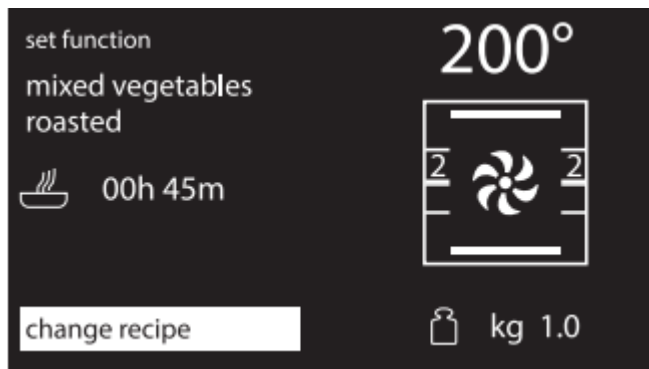 set function
200°
mixed vegetables
roasted
2 2
00h 45m
change recipe
kg 1.0